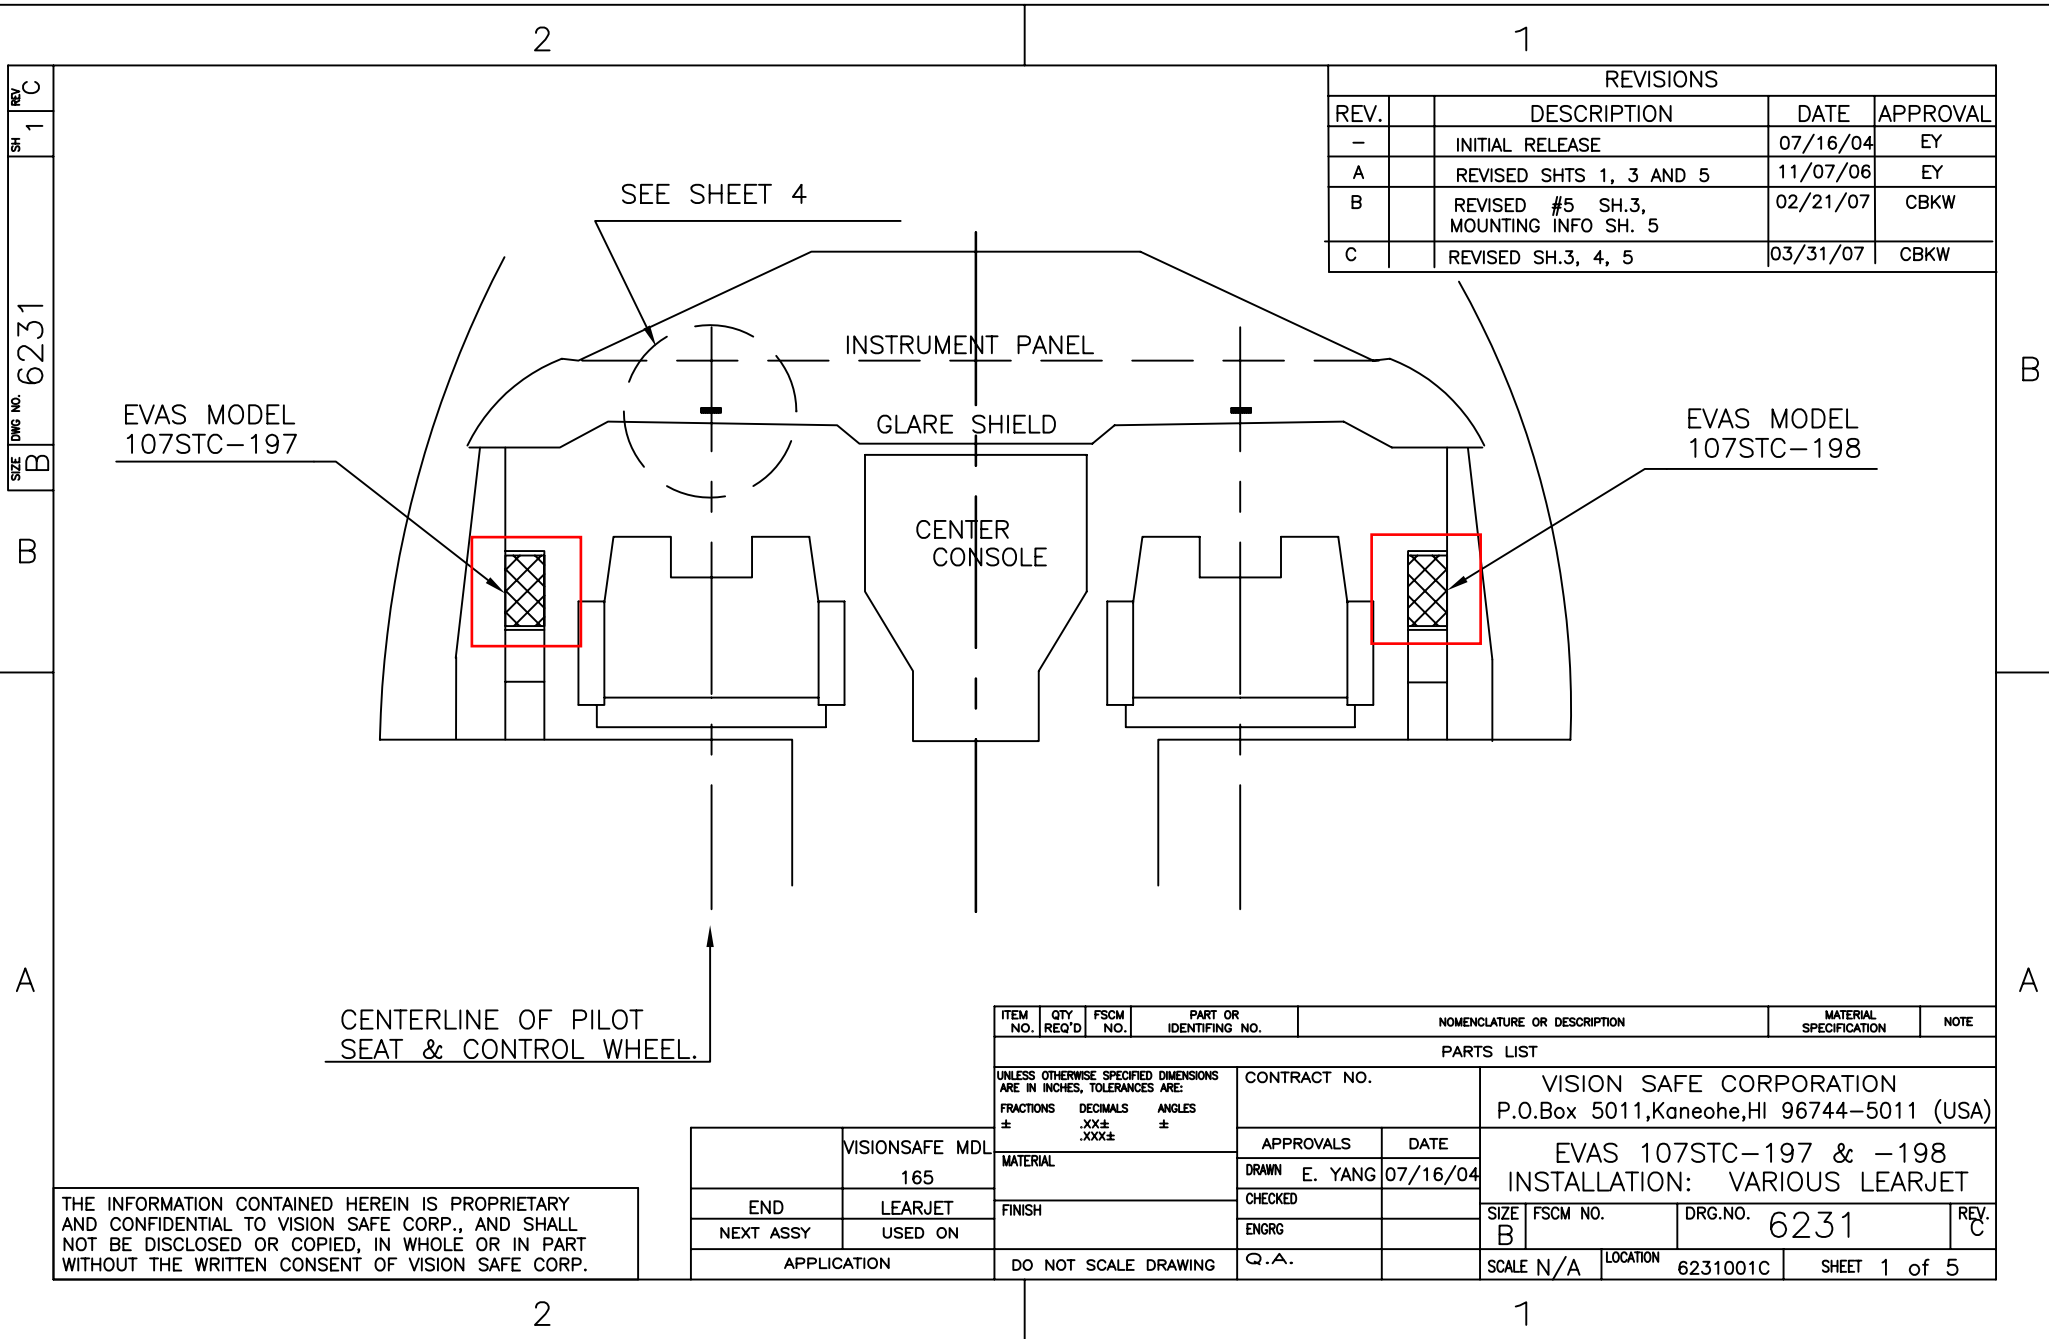 2
1
REV C
SH 1
DWG NO. 6231
SIZE B
REVISIONS
REV. DESCRIPTION DATE APPROVAL
– INITIAL RELEASE 07/16/04 EY
A REVISED SHTS 1, 3 AND 5 11/07/06 EY
B REVISED #5 SH.3, 02/21/07 CBKW
MOUNTING INFO SH. 5
C REVISED SH.3, 4, 5 03/31/07 CBKW
SEE SHEET 4
INSTRUMENT PANEL
GLARE SHIELD
EVAS MODEL
107STC–197
EVAS MODEL
107STC–198
CENTER
CONSOLE
B
B
A
A
CENTERLINE OF PILOT
SEAT & CONTROL WHEEL.
ITEM NO. QTY REQ'D FSCM NO. PART OR IDENTIFING NO. NOMENCLATURE OR DESCRIPTION MATERIAL SPECIFICATION NOTE
PARTS LIST
UNLESS OTHERWISE SPECIFIED DIMENSIONS
ARE IN INCHES, TOLERANCES ARE:
FRACTIONS DECIMALS ANGLES
± .XX± ±
.XXX±
MATERIAL
FINISH
DO NOT SCALE DRAWING
CONTRACT NO.
APPROVALS DATE
DRAWN E. YANG 07/16/04
CHECKED
ENGRG
Q.A.
VISION SAFE CORPORATION
P.O.Box 5011,Kaneohe,HI 96744–5011 (USA)
EVAS 107STC–197 & –198
INSTALLATION: VARIOUS LEARJET
SIZE B FSCM NO. DRG.NO. 6231 REV. C
SCALE N/A LOCATION 6231001C SHEET 1 of 5
VISIONSAFE MDL
165
END LEARJET
NEXT ASSY USED ON
APPLICATION
THE INFORMATION CONTAINED HEREIN IS PROPRIETARY
AND CONFIDENTIAL TO VISION SAFE CORP., AND SHALL
NOT BE DISCLOSED OR COPIED, IN WHOLE OR IN PART
WITHOUT THE WRITTEN CONSENT OF VISION SAFE CORP.
2
1